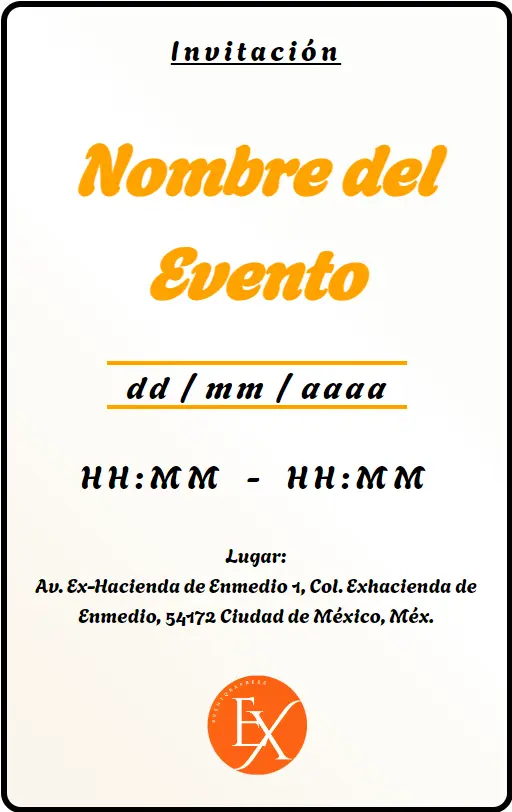 Invitación
Nombre del
Evento
dd / mm / aaaa
HH:MM - HH:MM
Lugar:
Av. Ex-Hacienda de Enmedio 1, Col. Exhacienda de
Enmedio, 54172 Ciudad de México, Méx.
EX